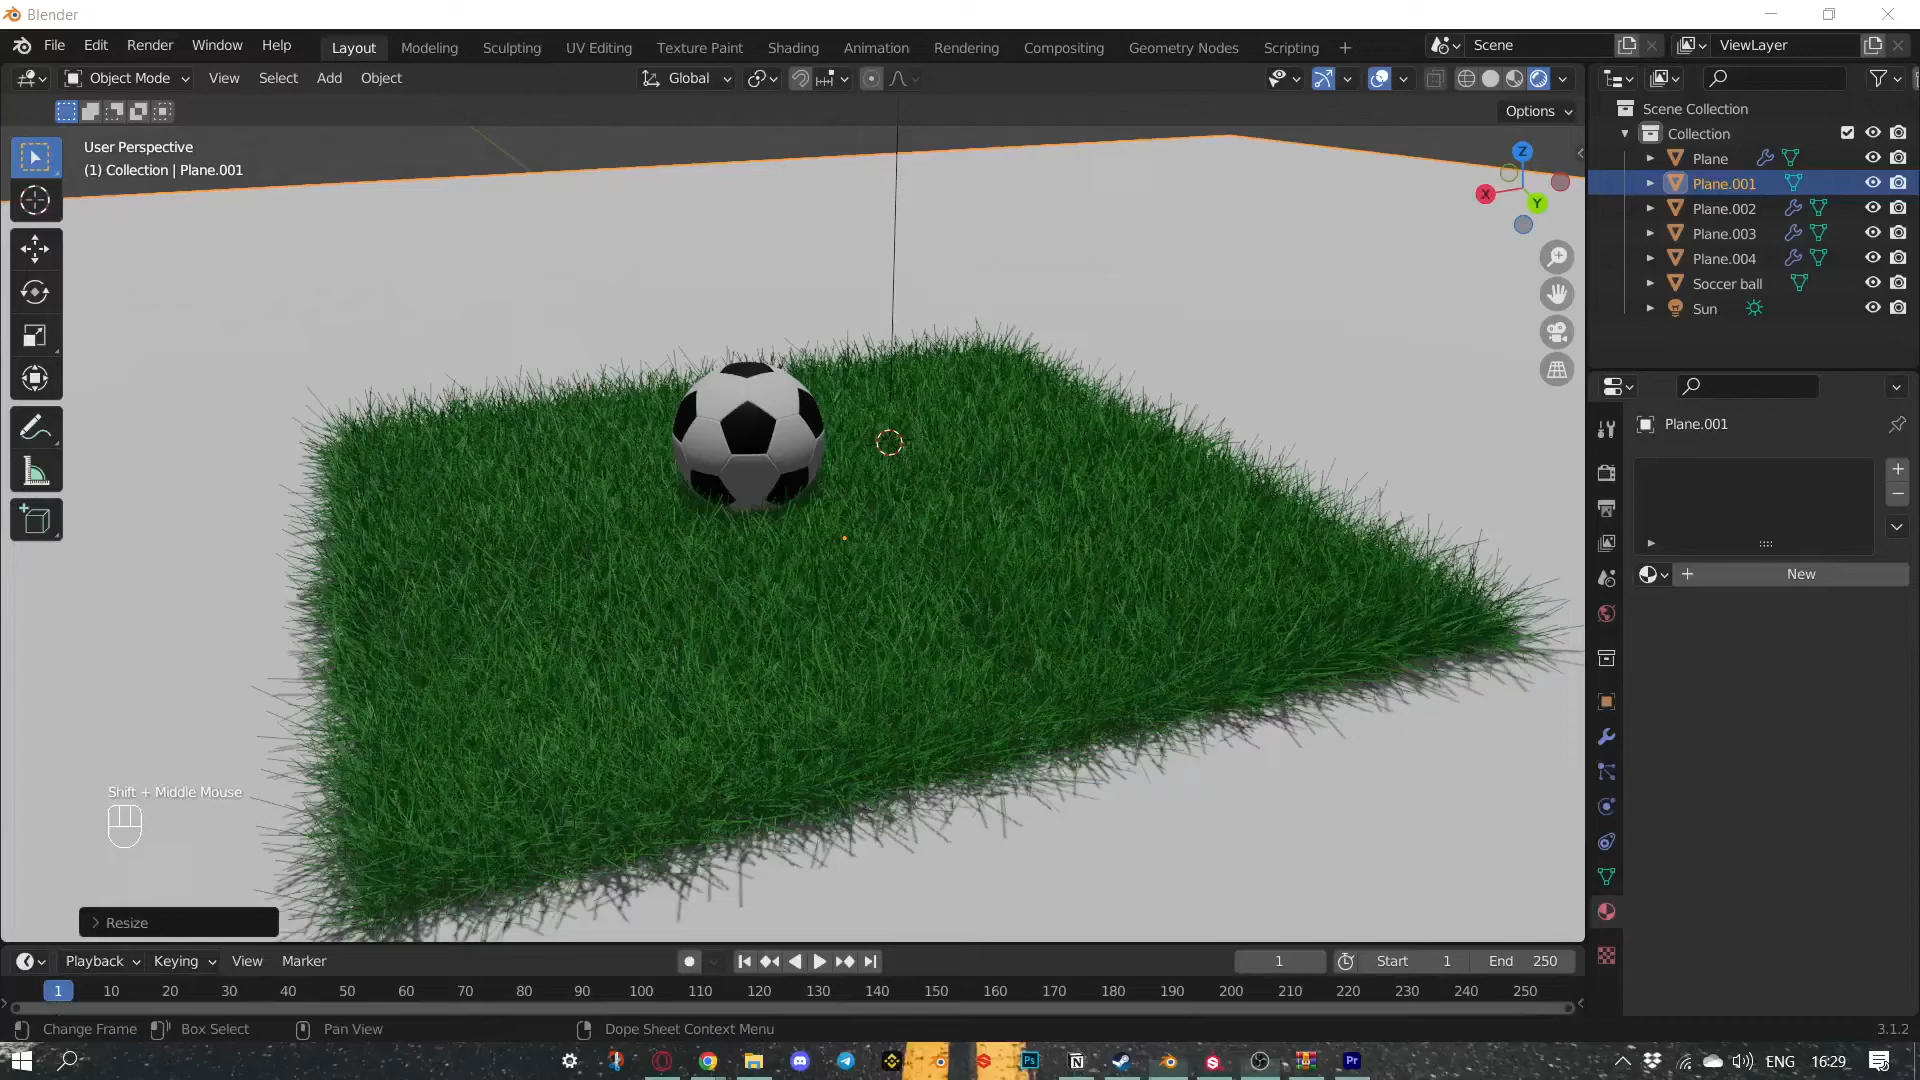 Blender
File Edit Render Window Help Layout Modeling Sculpting UV Editing Texture Paint Shading Animation Rendering Compositing Geometry Nodes Scripting + Scene ViewLayer
Object Mode View Select Add Object Global
Options
Scene Collection
Collection
Plane
Plane.001
Plane.002
Plane.003
Plane.004
Soccer ball
Sun
User Perspective
(1) Collection | Plane.001
Z
X
Y
Plane.001
New
Shift + Middle Mouse
Resize
Playback Keying View Marker 1 Start 1 End 250
1 10 20 30 40 50 60 70 80 90 100 110 120 130 140 150 160 170 180 190 200 210 220 230 240 250
Change Frame Box Select Pan View Dope Sheet Context Menu 3.1.2
Ps N S Pr ENG 16:29